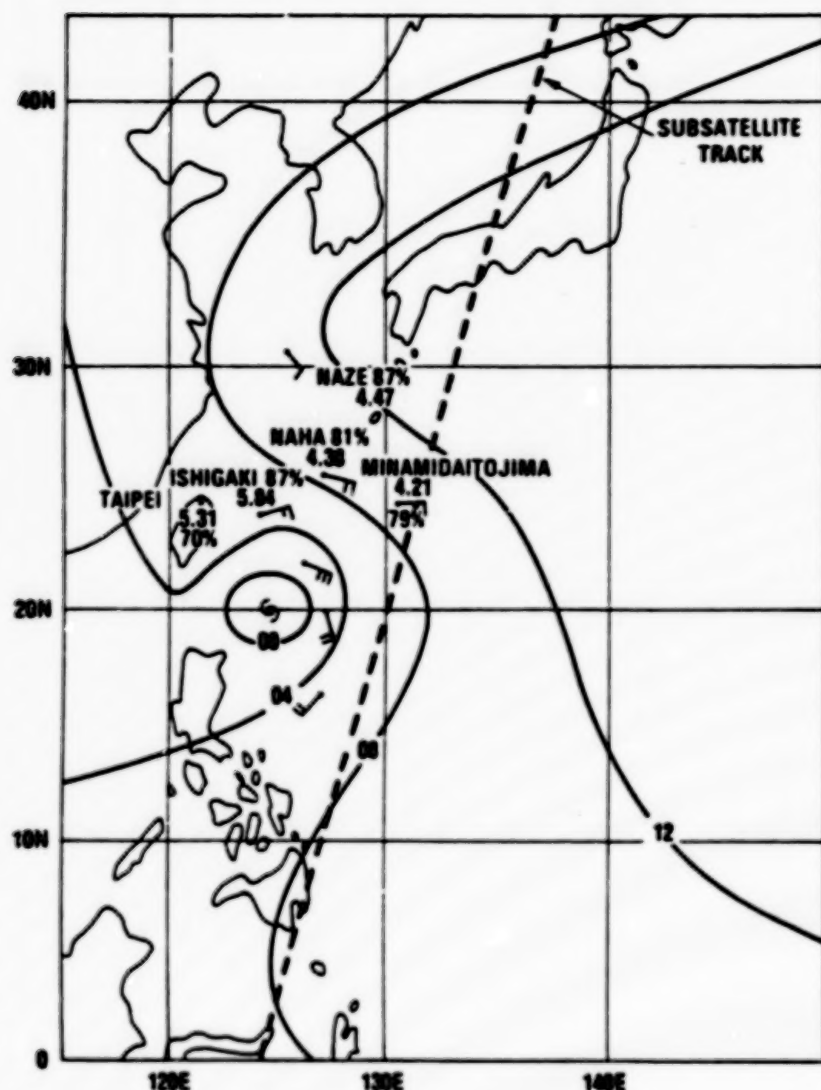 40N
SUBSATELLITE
TRACK
30N
NAZE 87%
4.47
NAHA 81%
4.38
MINAMIDAITOJIMA
4.21
79%
ISHIGAKI 87%
5.84
TAIPEI
5.31
70%
20N
00
04
08
12
10N
0
120E
130E
140E